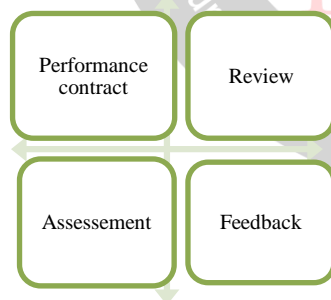 Performance
contract
Review
Assessement
Feedback